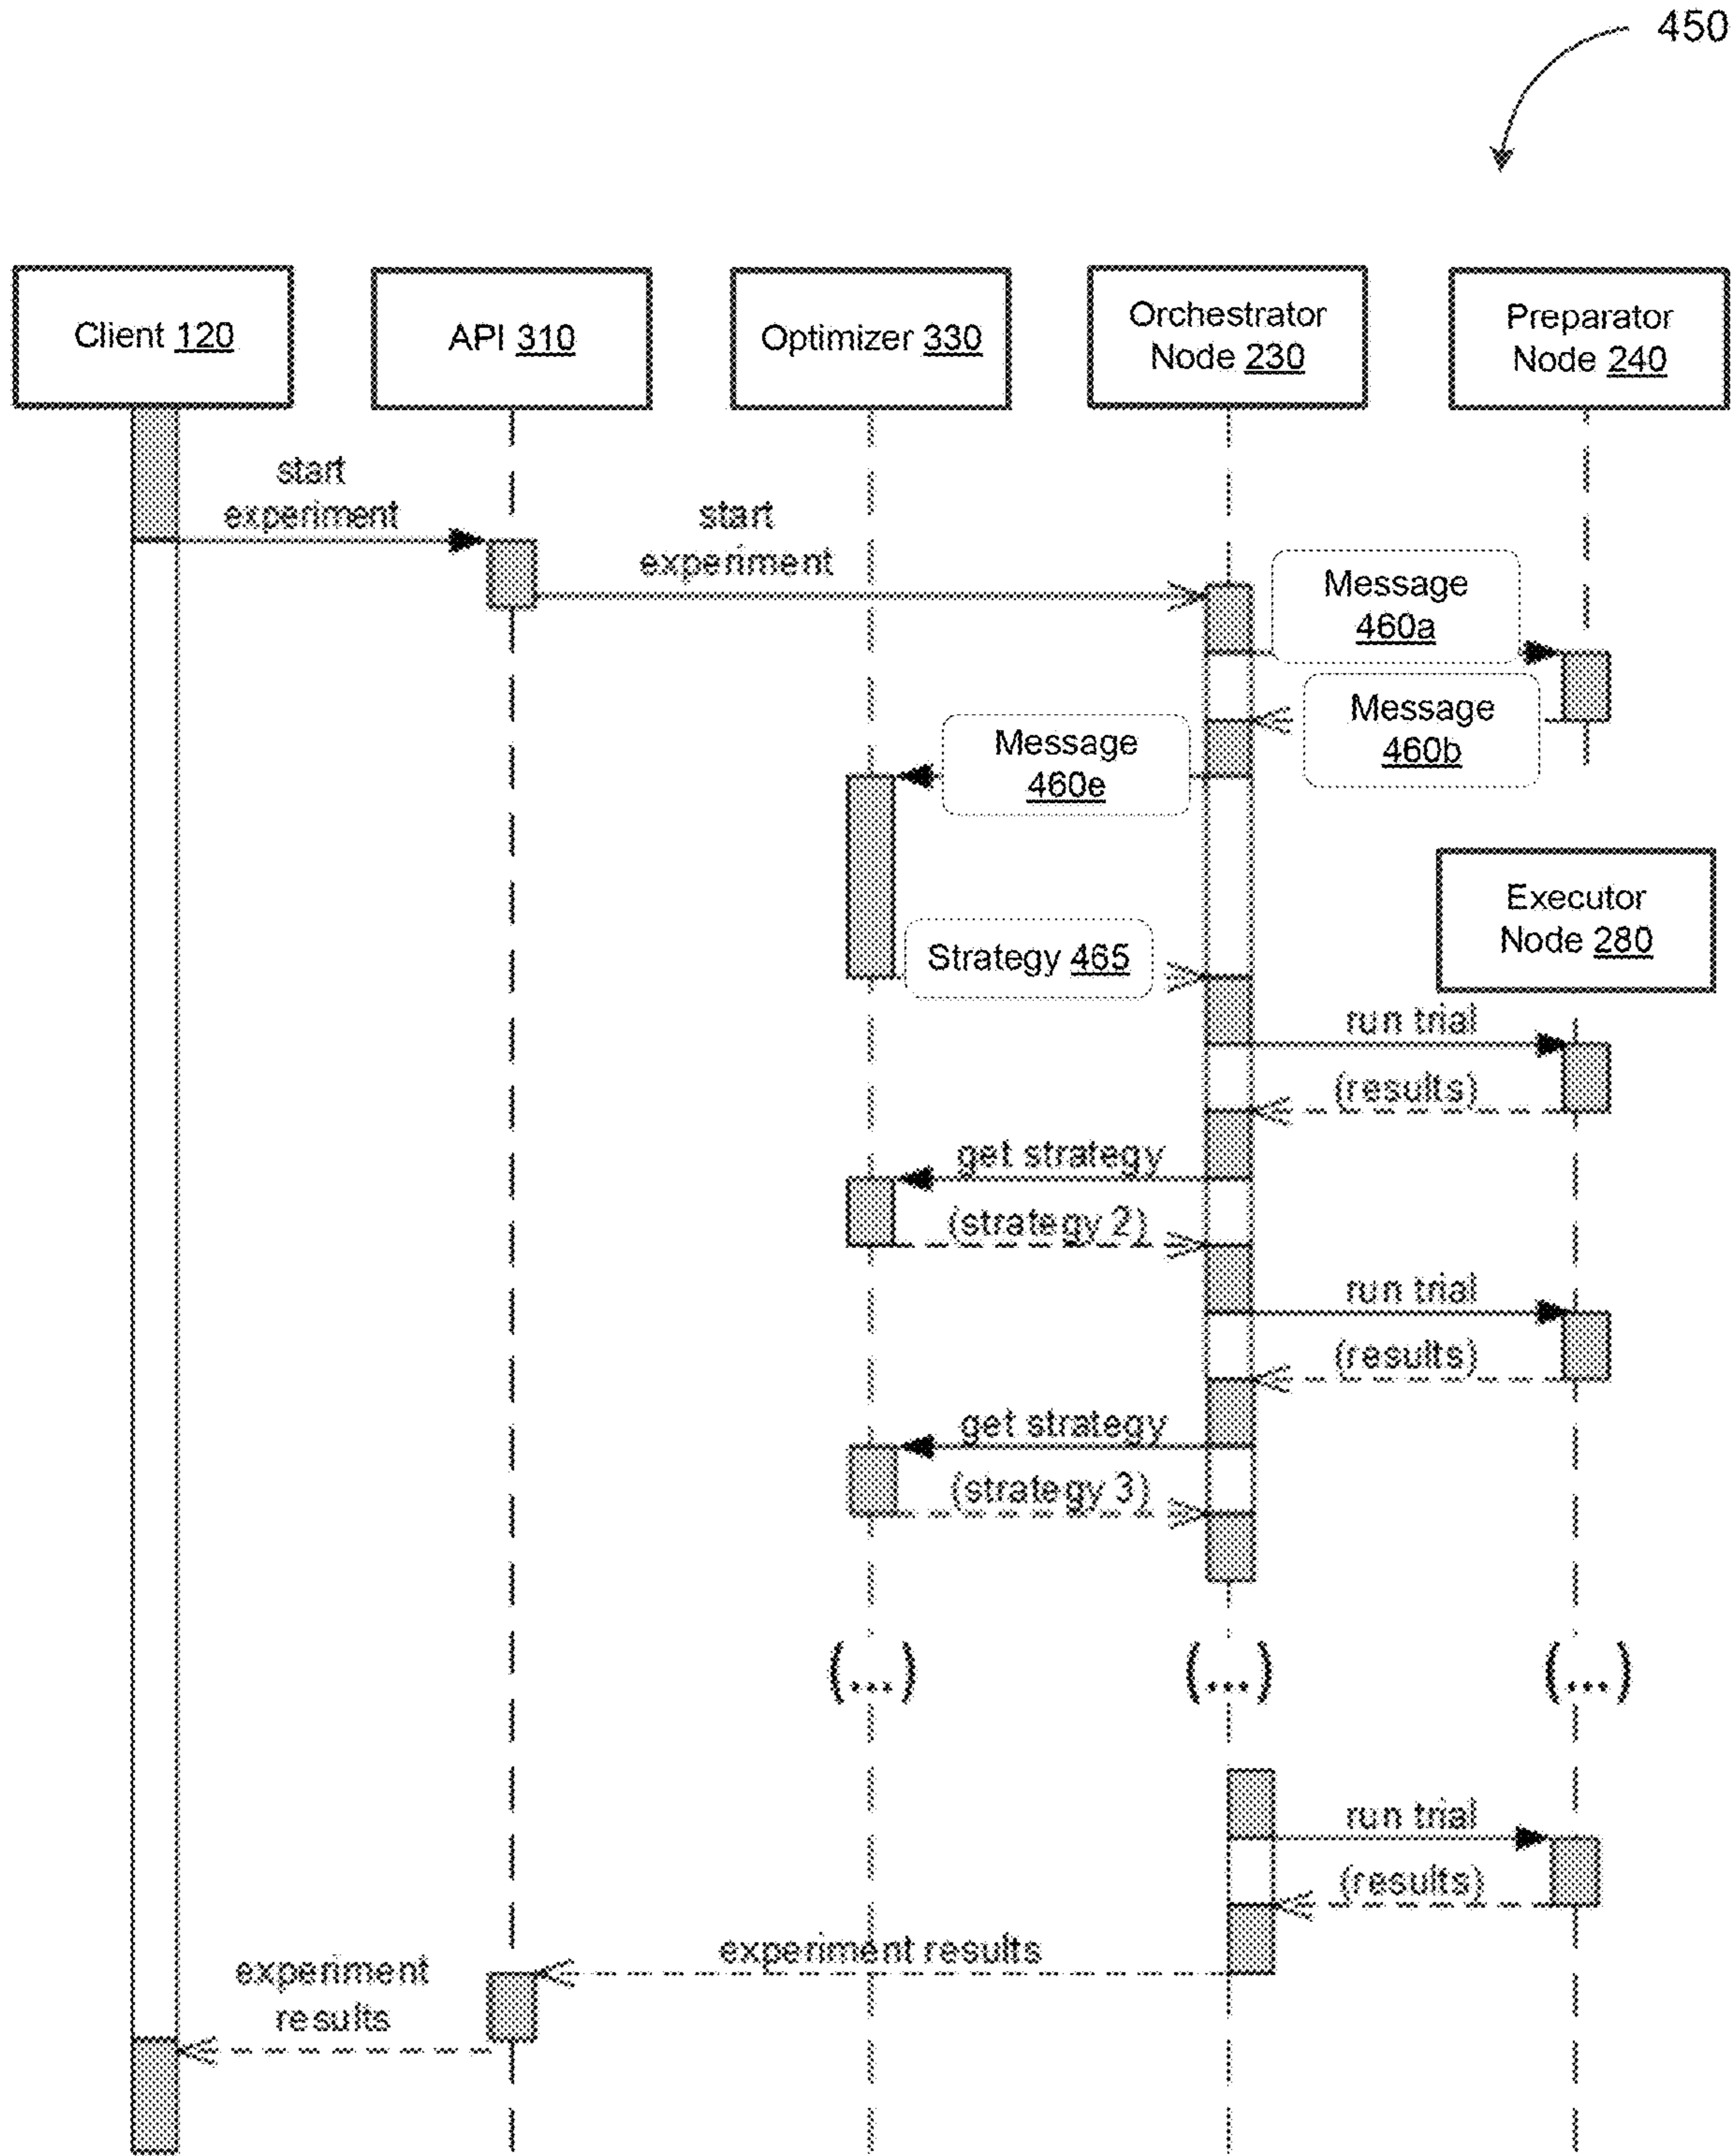 450
Client 120
API 310
Optimizer 330
Orchestrator
Node 230
Preparator
Node 240
start
experiment
start
experiment
Message
460a
Message
460b
Message
460e
Executor
Node 280
Strategy 465
run trial
(results)
get strategy
(strategy 2)
run trial
(results)
get strategy
(strategy 3)
(...)
(...)
(...)
run trial
(results)
experiment results
experiment
results